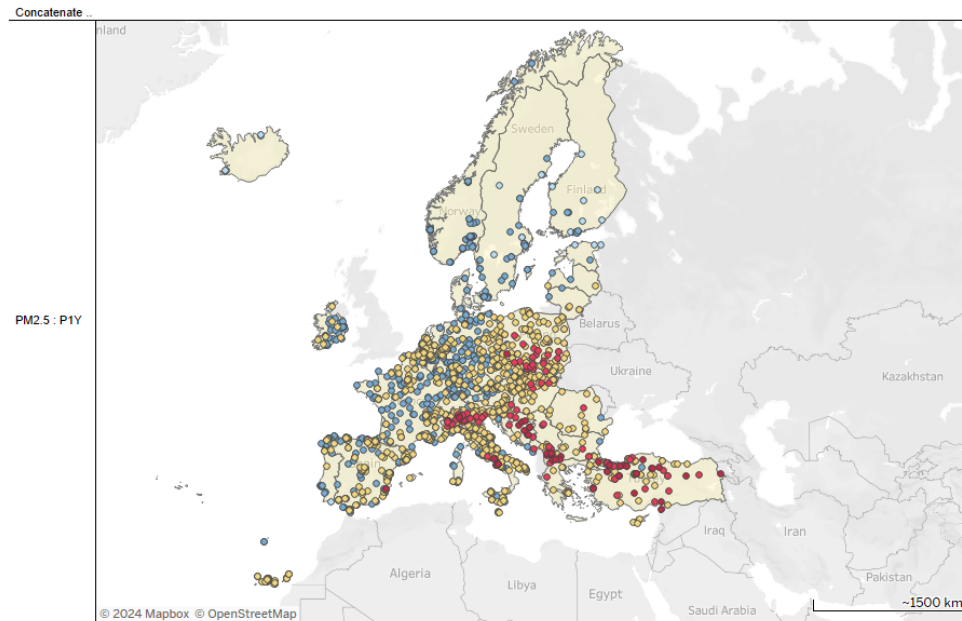 Concatenate ..
PM2.5 : P1Y
Sweden
Finland
Norway
Belarus
Ukraine
Kazakhstan
Iraq
Iran
Algeria
Libya
Egypt
Pakistan
Saudi Arabia
© 2024 Mapbox © OpenStreetMap
~1500 km